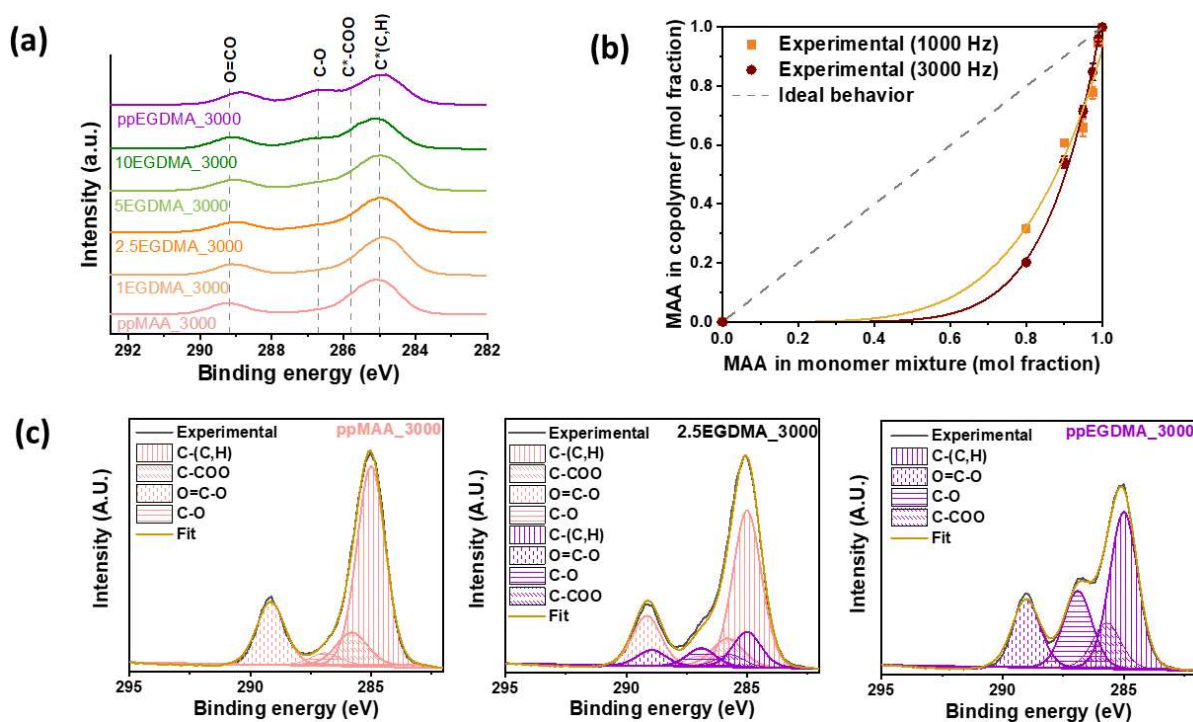 (a)
O=CO
C-O
C*-COO
C*(C,H)
ppEGDMA_3000
10EGDMA_3000
5EGDMA_3000
2.5EGDMA_3000
1EGDMA_3000
ppMAA_3000
Intensity (a.u.)
292 290 288 286 284 282
Binding energy (eV)
(b)
Experimental (1000 Hz)
Experimental (3000 Hz)
Ideal behavior
MAA in copolymer (mol fraction)
1.0
0.8
0.6
0.4
0.2
0.0
0.0 0.2 0.4 0.6 0.8 1.0
MAA in monomer mixture (mol fraction)
(c)
Experimental
ppMAA_3000
C-(C,H)
C-COO
O=C-O
C-O
Fit
Intensity (A.U.)
295 290 285
Binding energy (eV)
Experimental
2.5EGDMA_3000
C-(C,H)
C-COO
O=C-O
C-O
C-(C,H)
O=C-O
C-O
C-COO
Fit
Intensity (A.U.)
295 290 285
Binding energy (eV)
Experimental
ppEGDMA_3000
C-(C,H)
O=C-O
C-O
C-COO
Fit
Intensity (A.U.)
295 290 285
Binding energy (eV)